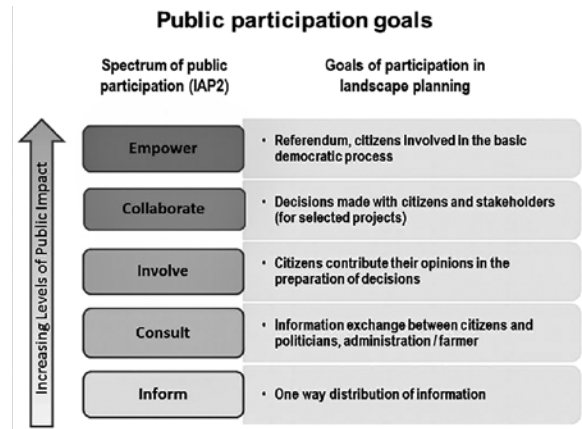 Public participation goals
Spectrum of public
participation (IAP2)
Goals of participation in
landscape planning
Increasing Levels of Public Impact
Empower
• Referendum, citizens involved in the basic
democratic process
Collaborate
• Decisions made with citizens and stakeholders
(for selected projects)
Involve
• Citizens contribute their opinions in the
preparation of decisions
Consult
• Information exchange between citizens and
politicians, administration / farmer
Inform
• One way distribution of information